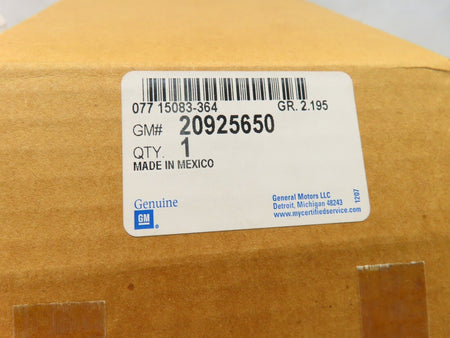 077 15083-364 GR. 2.195
GM# 20925650
QTY. 1
MADE IN MEXICO
Genuine
GM
General Motors LLC
Detroit, Michigan 48243
www.mycertifiedservice.com
1207